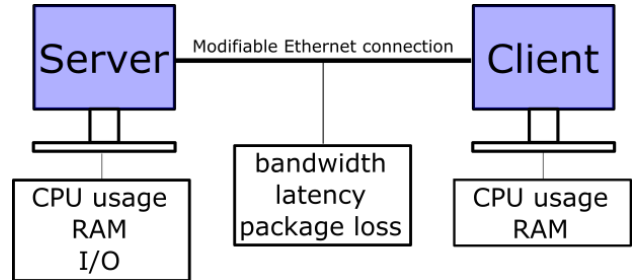 Server
Modifiable Ethernet connection
Client
CPU usage
RAM
I/O
bandwidth
latency
package loss
CPU usage
RAM